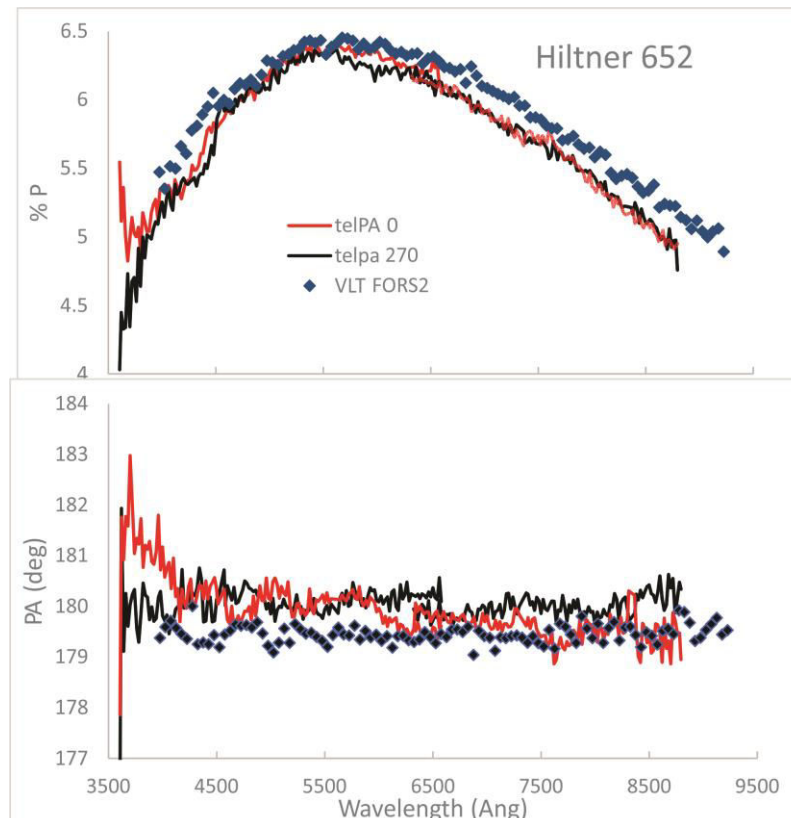 Hiltner 652
6.5
6
5.5
5
4.5
4
% P
telPA 0
telpa 270
VLT FORS2
184
183
182
181
180
179
178
177
PA (deg)
3500 4500 5500 6500 7500 8500 9500
Wavelength (Ang)